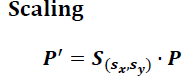 Scaling
P′ = S(sx,sy) · P